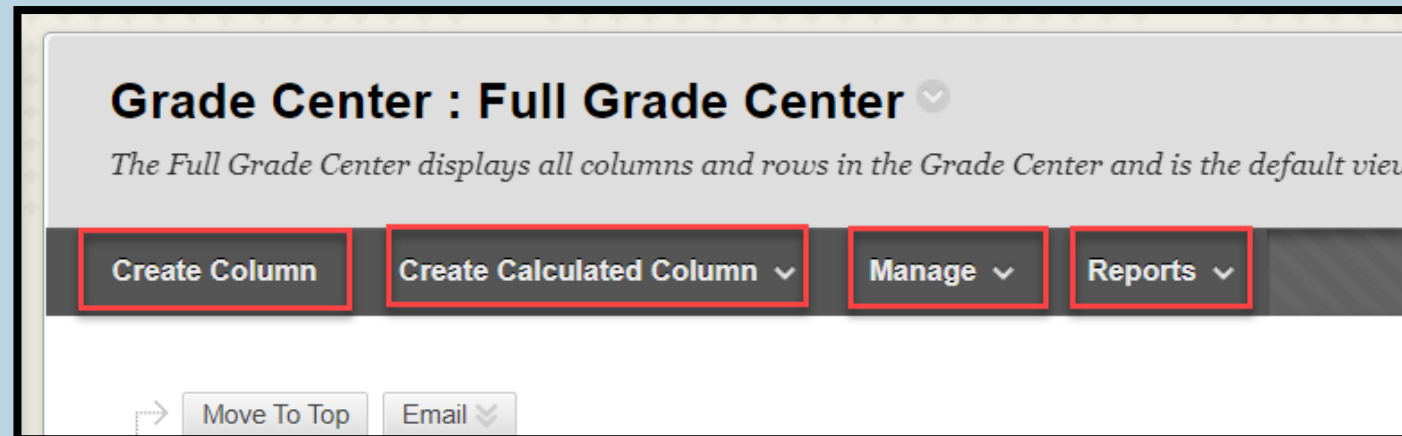 Grade Center : Full Grade Center
The Full Grade Center displays all columns and rows in the Grade Center and is the default view
Create Column Create Calculated Column Manage Reports
Move To Top Email